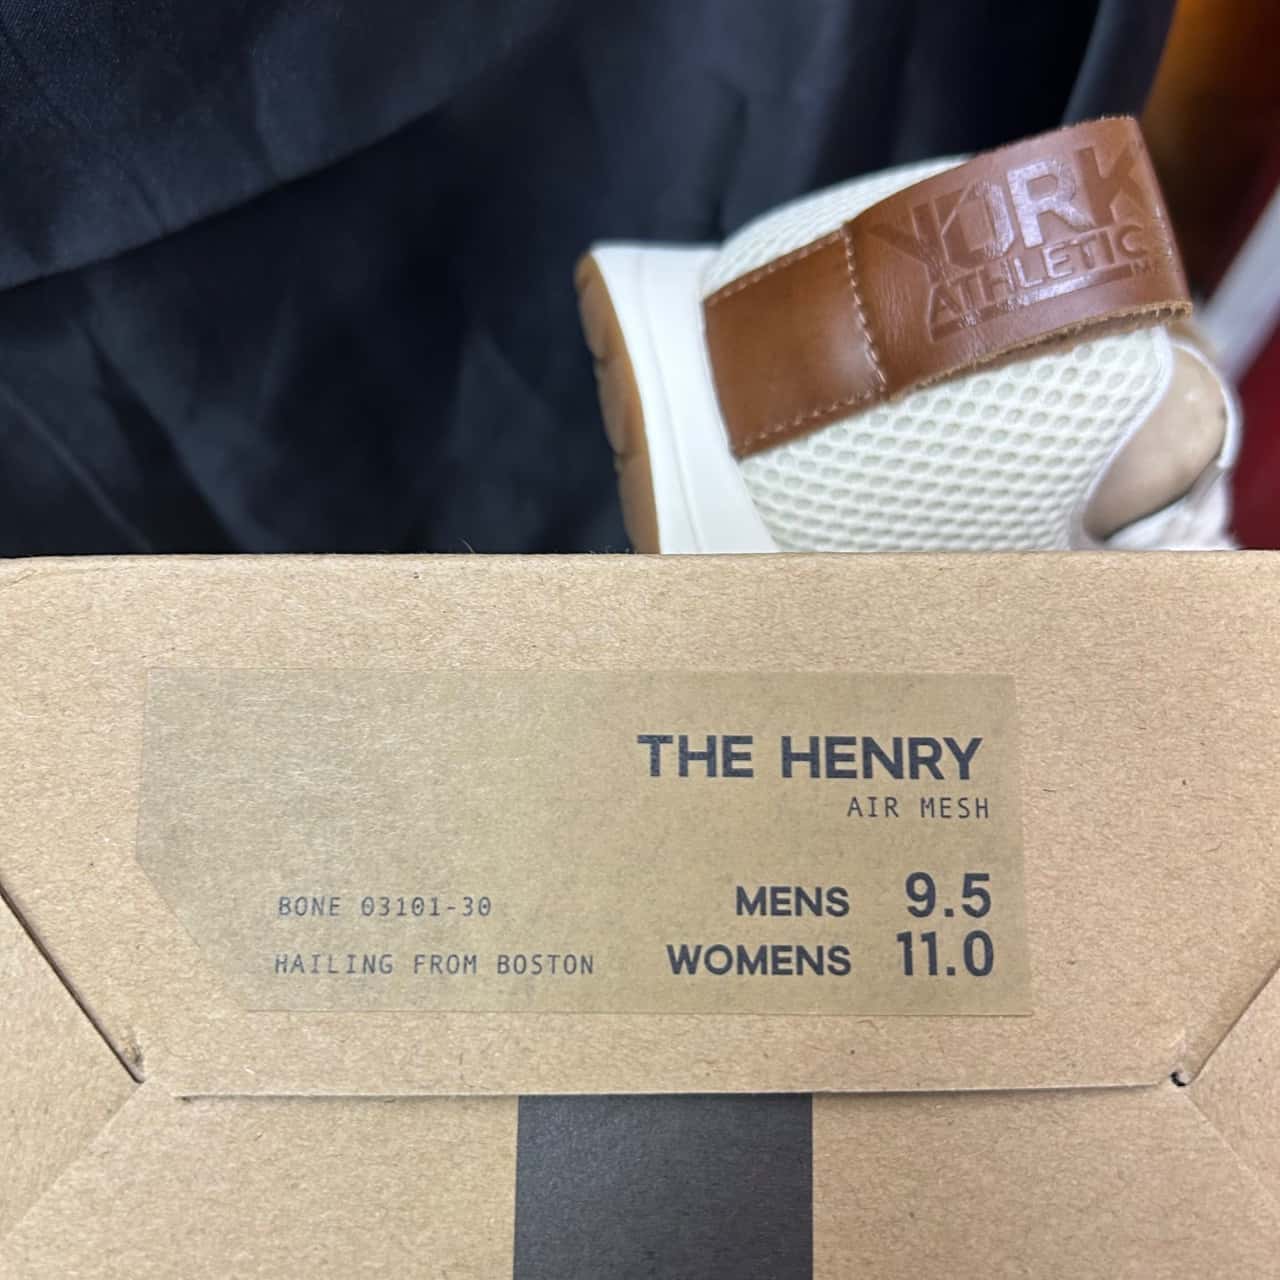 YORK
ATHLETIC
THE HENRY
AIR MESH
BONE 03101-30
HAILING FROM BOSTON
MENS 9.5
WOMENS 11.0